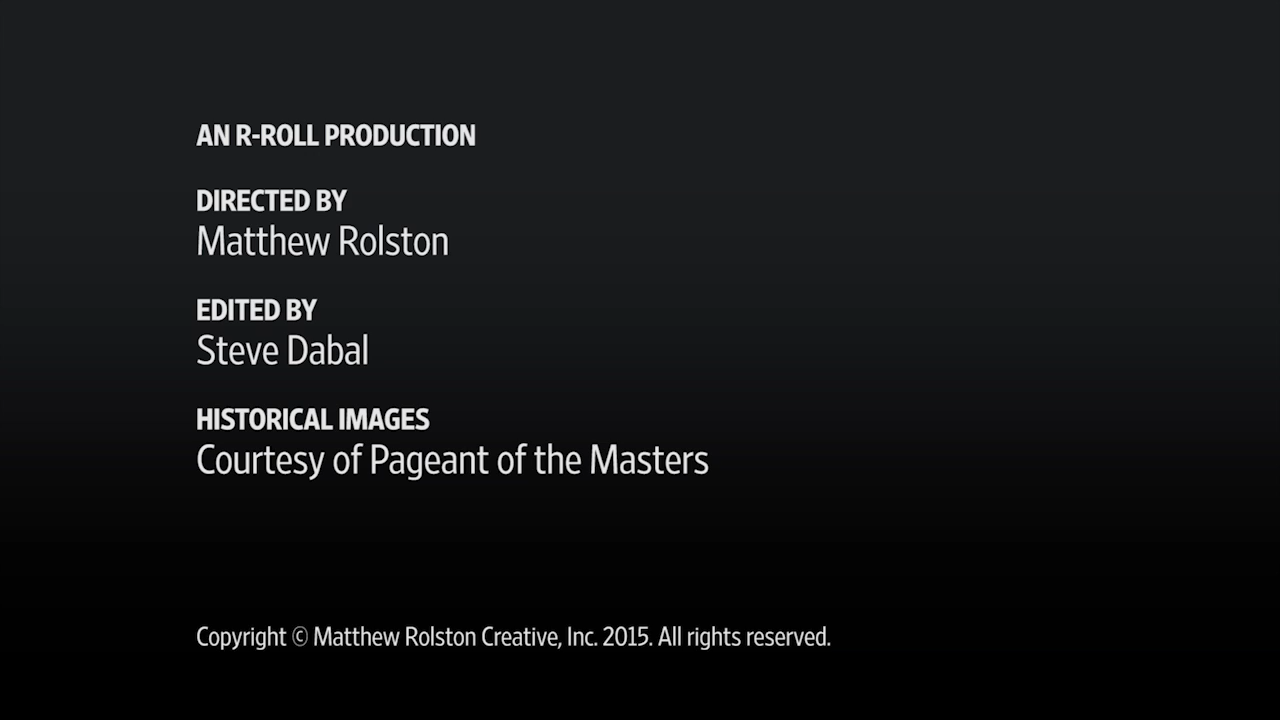 AN R-ROLL PRODUCTION
DIRECTED BY
Matthew Rolston
EDITED BY
Steve Dabal
HISTORICAL IMAGES
Courtesy of Pageant of the Masters
Copyright © Matthew Rolston Creative, Inc. 2015. All rights reserved.